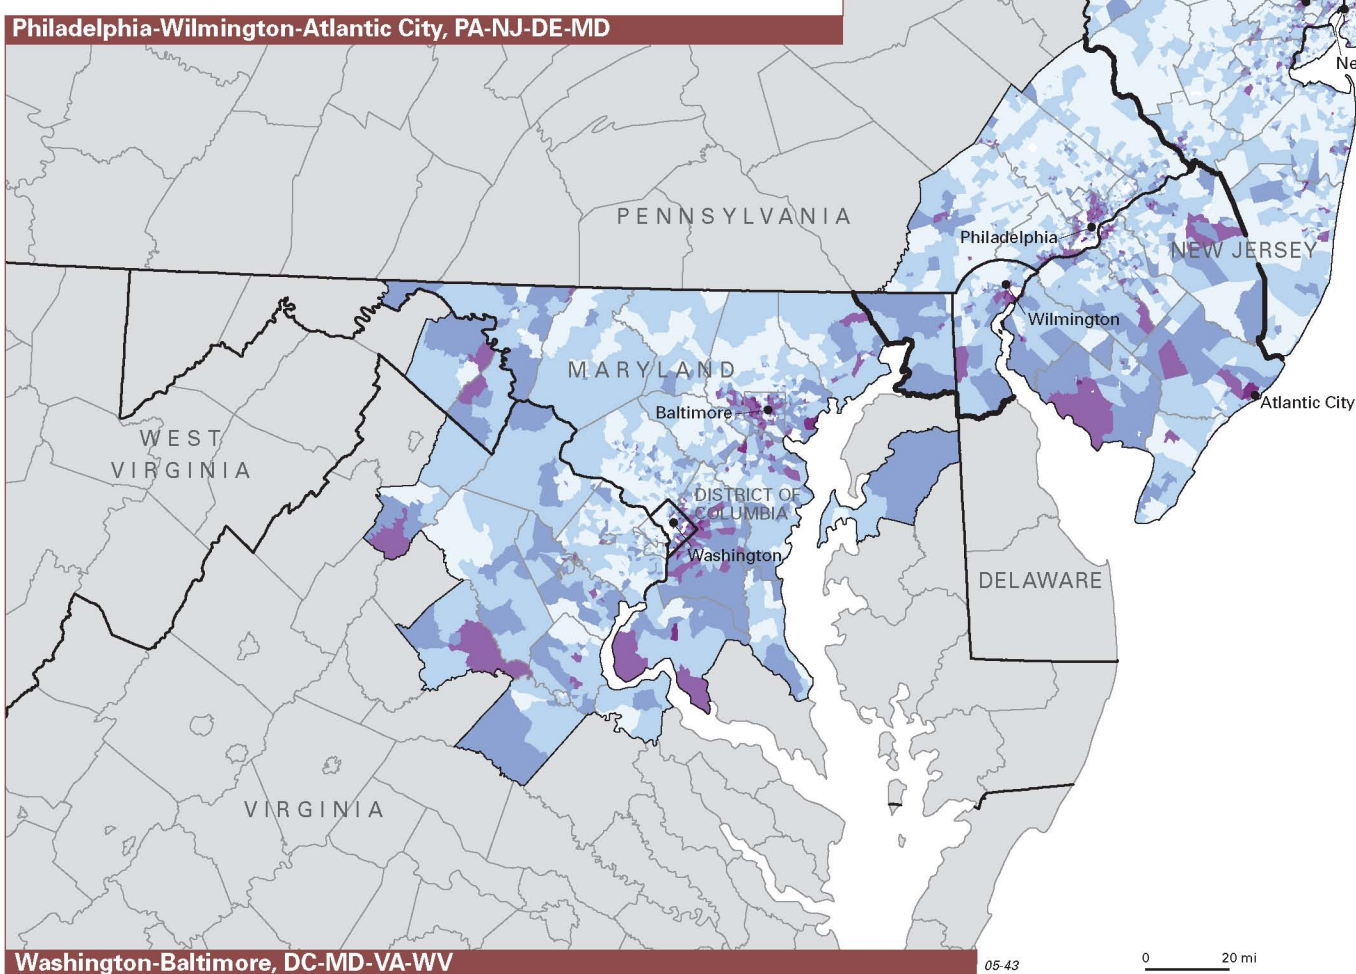 Philadelphia-Wilmington-Atlantic City, PA-NJ-DE-MD
Ne
PENNSYLVANIA
Philadelphia
NEW JERSEY
Wilmington
MARYLAND
Baltimore
Atlantic City
WEST
VIRGINIA
DISTRICT OF
COLUMBIA
Washington
DELAWARE
VIRGINIA
Washington-Baltimore, DC-MD-VA-WV
05-43
0 20 mi